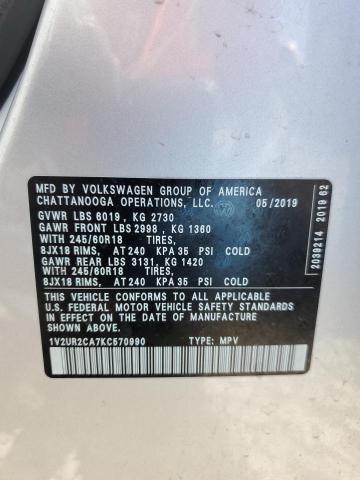 MFD BY VOLKSWAGEN GROUP OF AMERICA
CHATTANOOGA OPERATIONS, LLC. 05/2019
GVWR LBS 6019 , KG 2730
GAWR FRONT LBS 2998 , KG 1360
WITH 245/60R18 TIRES,
8JX18 RIMS, AT 240 KPA 35 PSI COLD
GAWR REAR LBS 3131, KG 1420
WITH 245/60R18 TIRES,
8JX18 RIMS, AT 240 KPA 35 PSI COLD
THIS VEHICLE CONFORMS TO ALL APPLICABLE
U.S. FEDERAL MOTOR VEHICLE SAFETY STANDARDS
IN EFFECT ON THE DATE OF MANUFACTURE
SHOWN ABOVE.
1V2UR2CA7KC570990 TYPE: MPV
2039214 2019 62